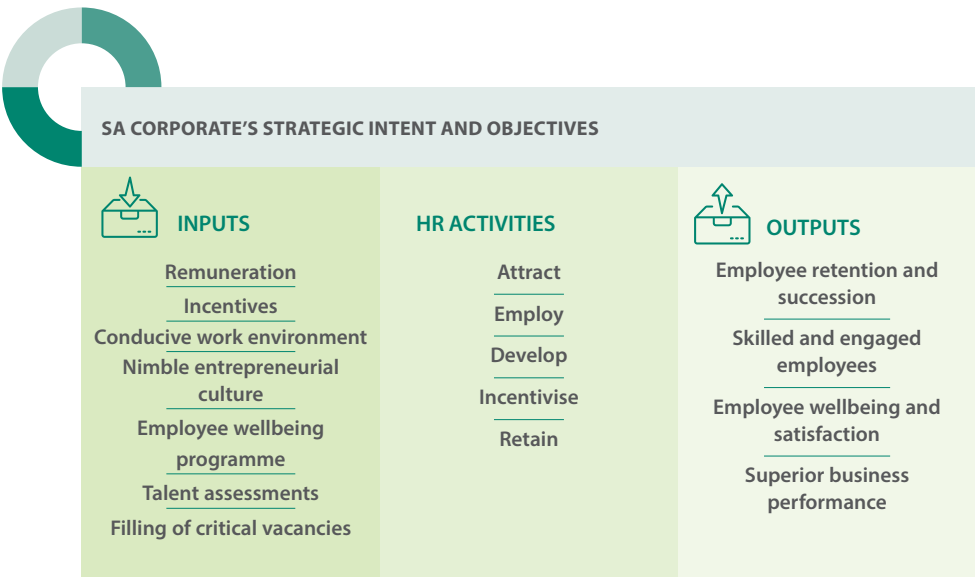 SA CORPORATE’S STRATEGIC INTENT AND OBJECTIVES
INPUTS
Remuneration
Incentives
Conducive work environment
Nimble entrepreneurial
culture
Employee wellbeing
programme
Talent assessments
Filling of critical vacancies
HR ACTIVITIES
Attract
Employ
Develop
Incentivise
Retain
OUTPUTS
Employee retention and
succession
Skilled and engaged
employees
Employee wellbeing and
satisfaction
Superior business
performance